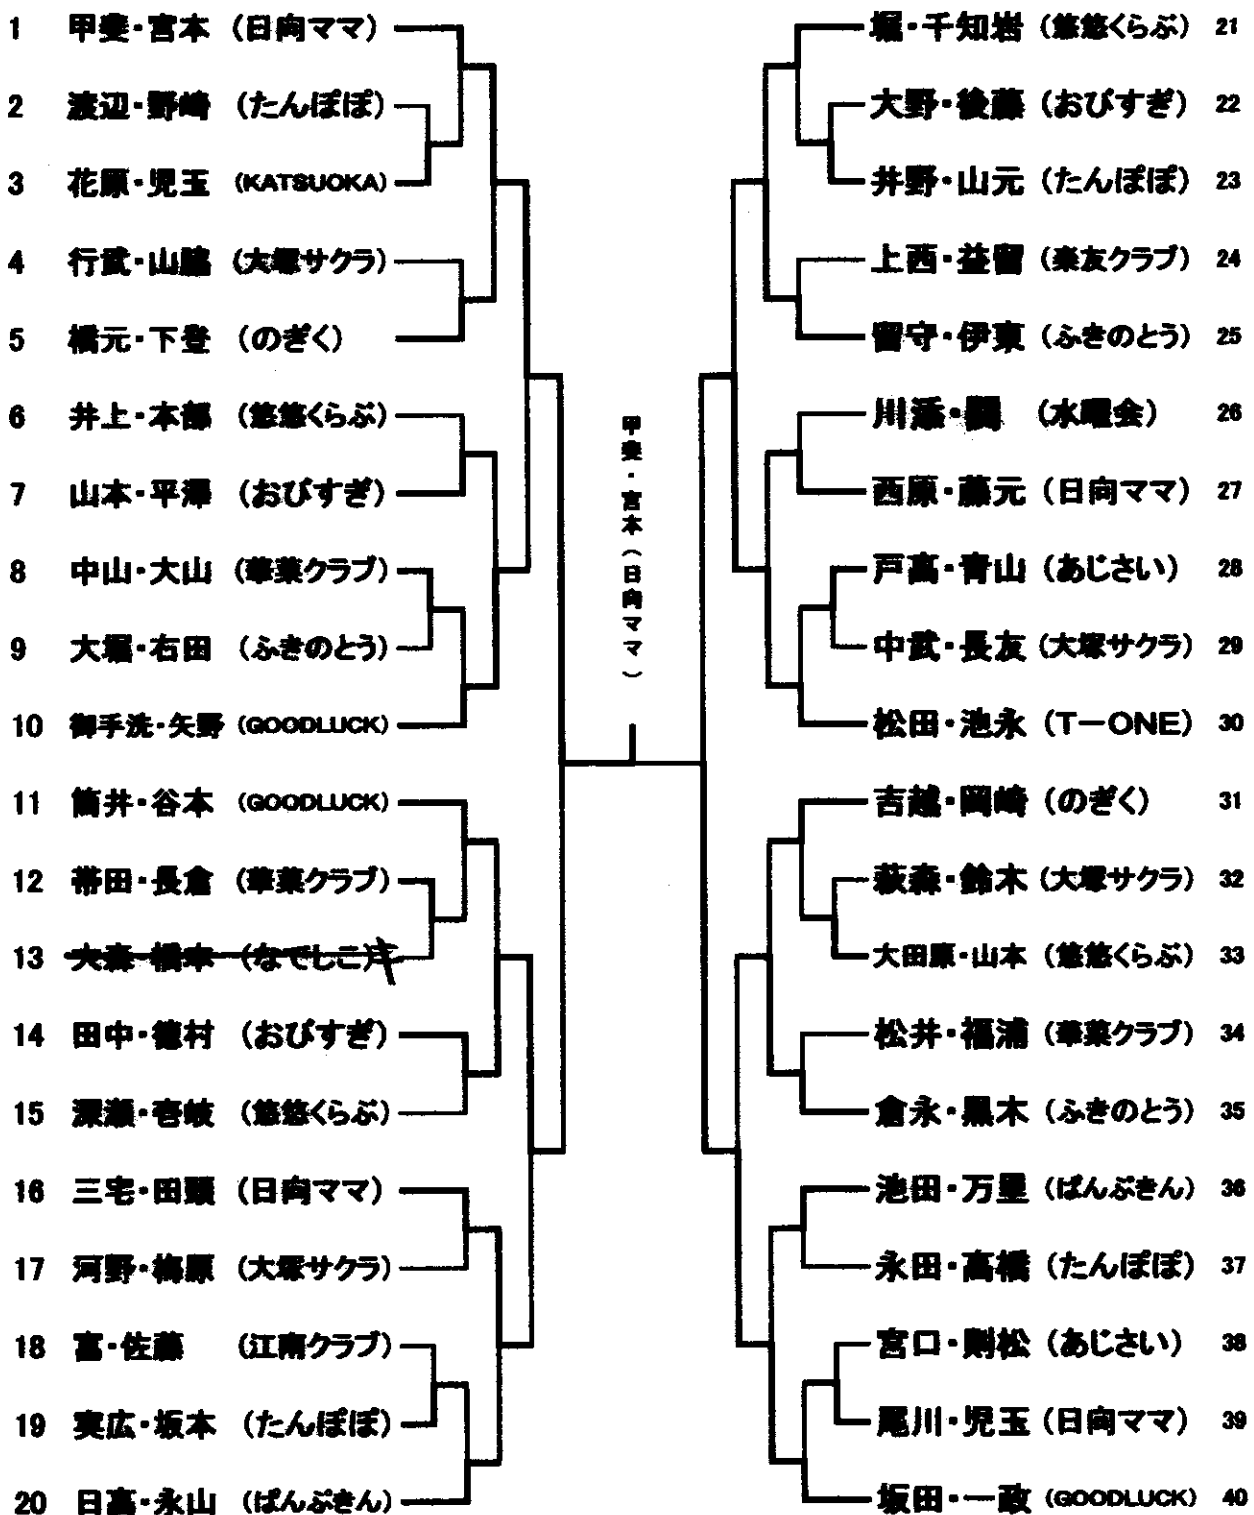 1 甲斐・宮本 (日向ママ)
2 渡辺・野崎 (たんぽぽ)
3 花原・児玉 (KATSUOKA)
4 行武・山脇 (大塚サクラ)
5 橋元・下登 (のぎく)
6 井上・本部 (悠悠くらぶ)
7 山本・平澤 (おびすぎ)
8 中山・大山 (華菜クラブ)
9 大堀・右田 (ふきのとう)
10 御手洗・矢野 (GOODLUCK)
11 筒井・谷本 (GOODLUCK)
12 帯田・長倉 (華菜クラブ)
13 大森・橋本 (なでしこ)
14 田中・徳村 (おびすぎ)
15 深瀬・壱岐 (悠悠くらぶ)
16 三宅・田頭 (日向ママ)
17 河野・梅原 (大塚サクラ)
18 富・佐藤 (江南クラブ)
19 実広・坂本 (たんぽぽ)
20 日高・永山 (ぱんぷきん)
甲斐・宮本(日向ママ)
堀・千知岩 (悠悠くらぶ) 21
大野・後藤 (おびすぎ) 22
井野・山元 (たんぽぽ) 23
上西・益留 (楽友クラブ) 24
留守・伊東 (ふきのとう) 25
川添・関 (水曜会) 26
西原・藤元 (日向ママ) 27
戸高・青山 (あじさい) 28
中武・長友 (大塚サクラ) 29
松田・池永 (T-ONE) 30
吉越・岡崎 (のぎく) 31
萩森・鈴木 (大塚サクラ) 32
大田原・山本 (悠悠くらぶ) 33
松井・福浦 (華菜クラブ) 34
倉永・黒木 (ふきのとう) 35
池田・万里 (ぱんぷきん) 36
永田・高橋 (たんぽぽ) 37
宮口・則松 (あじさい) 38
尾川・児玉 (日向ママ) 39
坂田・一政 (GOODLUCK) 40